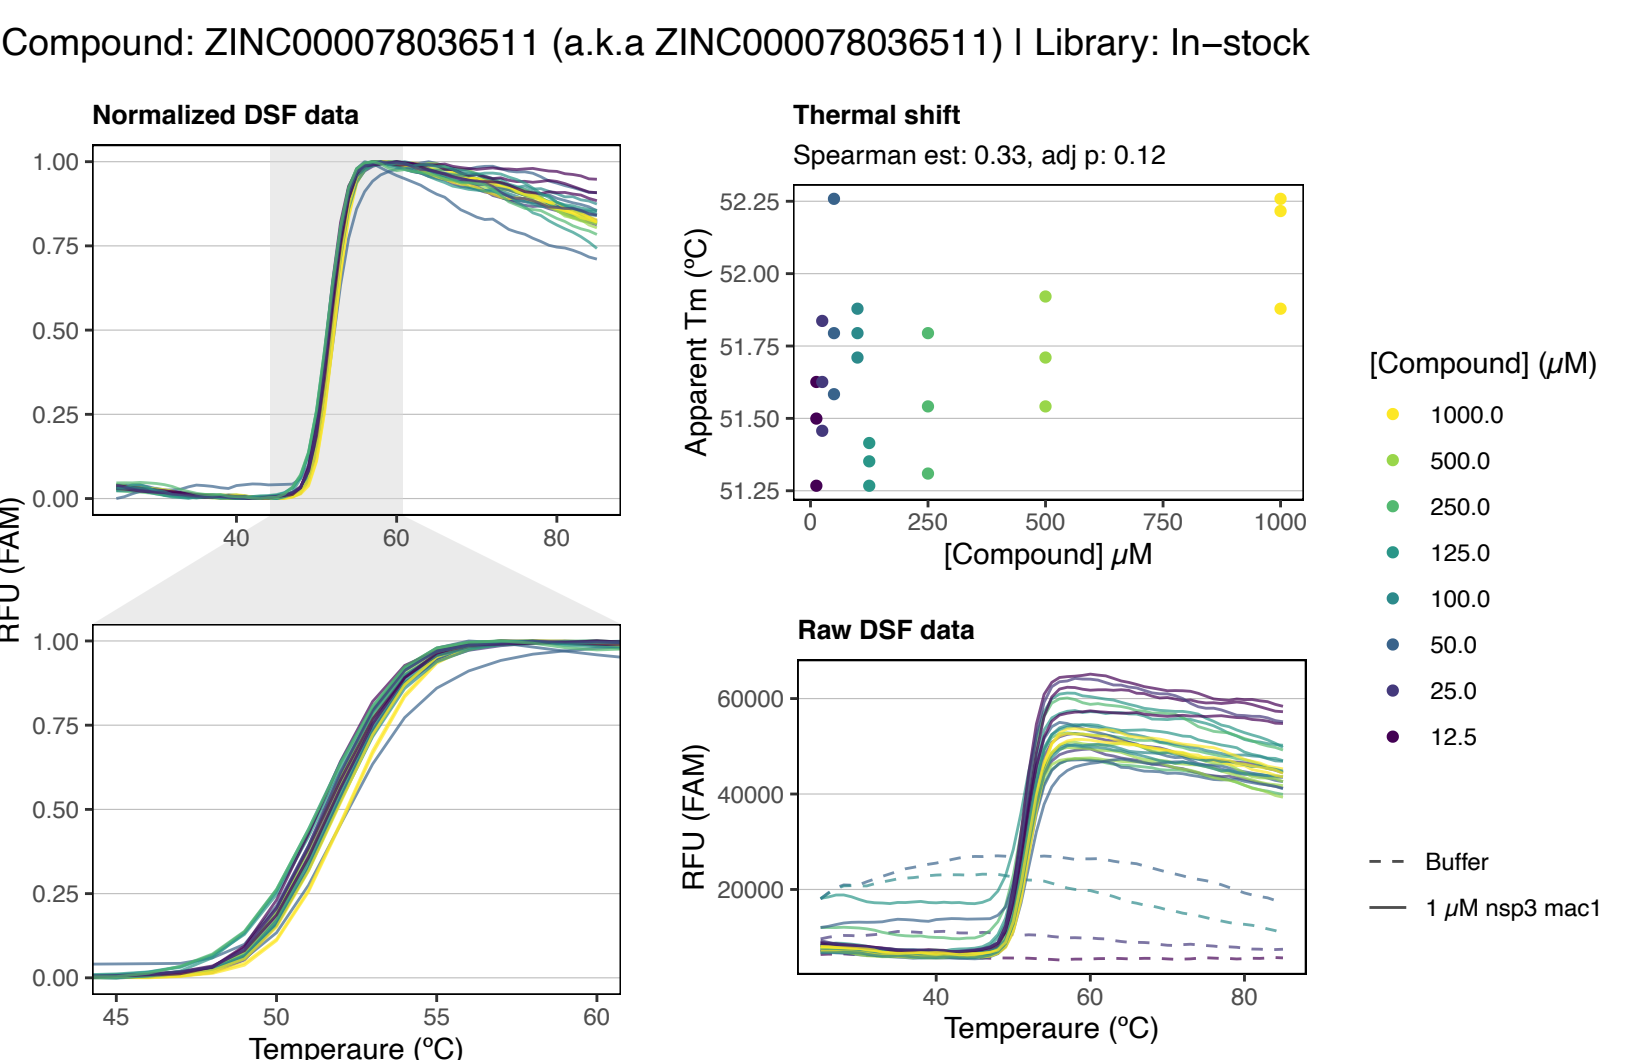 Compound: ZINC000078036511 (a.k.a ZINC000078036511) | Library: In−stock
Normalized DSF data
1.00
0.75
0.50
0.25
0.00
40
60
80
RFU (FAM)
1.00
0.75
0.50
0.25
0.00
45
50
55
60
Temperaure (ºC)
Thermal shift
Spearman est: 0.33, adj p: 0.12
52.25
52.00
51.75
51.50
51.25
Apparent Tm (ºC)
0
250
500
750
1000
[Compound] µM
Raw DSF data
60000
40000
20000
RFU (FAM)
40
60
80
Temperaure (ºC)
[Compound] (µM)
1000.0
500.0
250.0
125.0
100.0
50.0
25.0
12.5
Buffer
1 µM nsp3 mac1